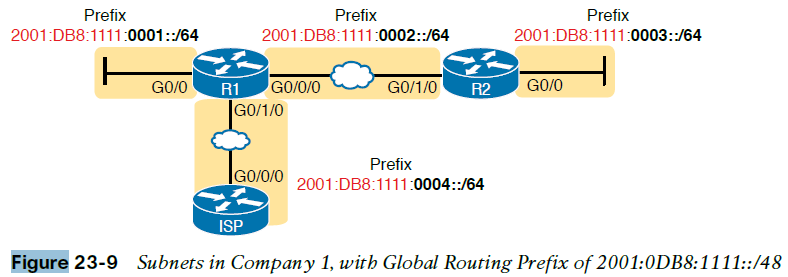 Prefix Prefix Prefix
2001:DB8:1111:0001::/64 2001:DB8:1111:0002::/64 2001:DB8:1111:0003::/64
G0/0 R1 G0/0/0 G0/1/0 R2 G0/0
G0/1/0
G0/0/0
Prefix
2001:DB8:1111:0004::/64
ISP
Figure 23-9 Subnets in Company 1, with Global Routing Prefix of 2001:0DB8:1111::/48